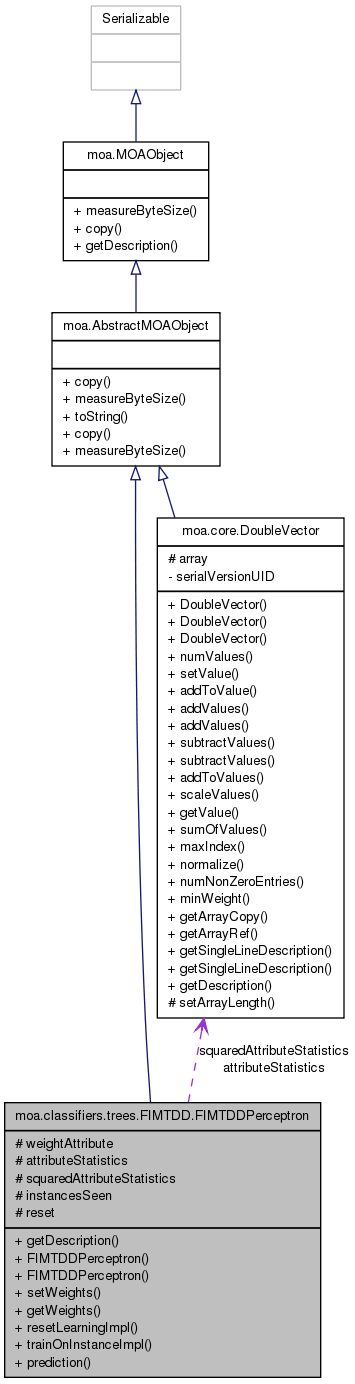 Serializable
moa.MOAObject
+ measureByteSize()
+ copy()
+ getDescription()
moa.AbstractMOAObject
+ copy()
+ measureByteSize()
+ toString()
+ copy()
+ measureByteSize()
moa.core.DoubleVector
# array
- serialVersionUID
+ DoubleVector()
+ DoubleVector()
+ DoubleVector()
+ numValues()
+ setValue()
+ addToValue()
+ addValues()
+ addValues()
+ subtractValues()
+ subtractValues()
+ addToValues()
+ scaleValues()
+ getValue()
+ sumOfValues()
+ maxIndex()
+ normalize()
+ numNonZeroEntries()
+ minWeight()
+ getArrayCopy()
+ getArrayRef()
+ getSingleLineDescription()
+ getSingleLineDescription()
+ getDescription()
# setArrayLength()
squaredAttributeStatistics
attributeStatistics
moa.classifiers.trees.FIMTDD.FIMTDDPerceptron
# weightAttribute
# attributeStatistics
# squaredAttributeStatistics
# instancesSeen
# reset
+ getDescription()
+ FIMTDDPerceptron()
+ FIMTDDPerceptron()
+ setWeights()
+ getWeights()
+ resetLearningImpl()
+ trainOnInstanceImpl()
+ prediction()